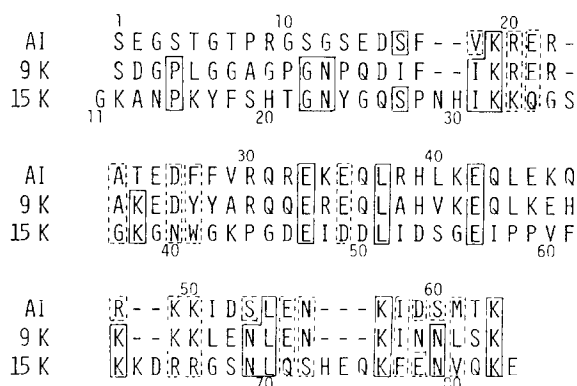 1 10 20
AI S E G S T G T P R G S G S E D S F - - V K R E R -
9 K S D G P L G G A G P G N P Q D I F - - I K R E R -
15 K G K A N P K Y F S H T G N Y G Q S P N H I K K Q G S
11 20 30
30 40
AI A T E D F F V R Q R E K E Q L R H L K E Q L E K Q
9 K A K E D Y Y A R Q Q E R E Q L A H V K E Q L K E H
15 K G K G N W G K P G D E I D D L I D S G E I P P V F
40 50 60
50 60
AI R - - K K I D S L E N - - - K I D S M T K
9 K K - - K K L E N L E N - - - K I N N L S K
15 K K K D R R G S N L Q S H E Q K F E N V Q K E
70 80